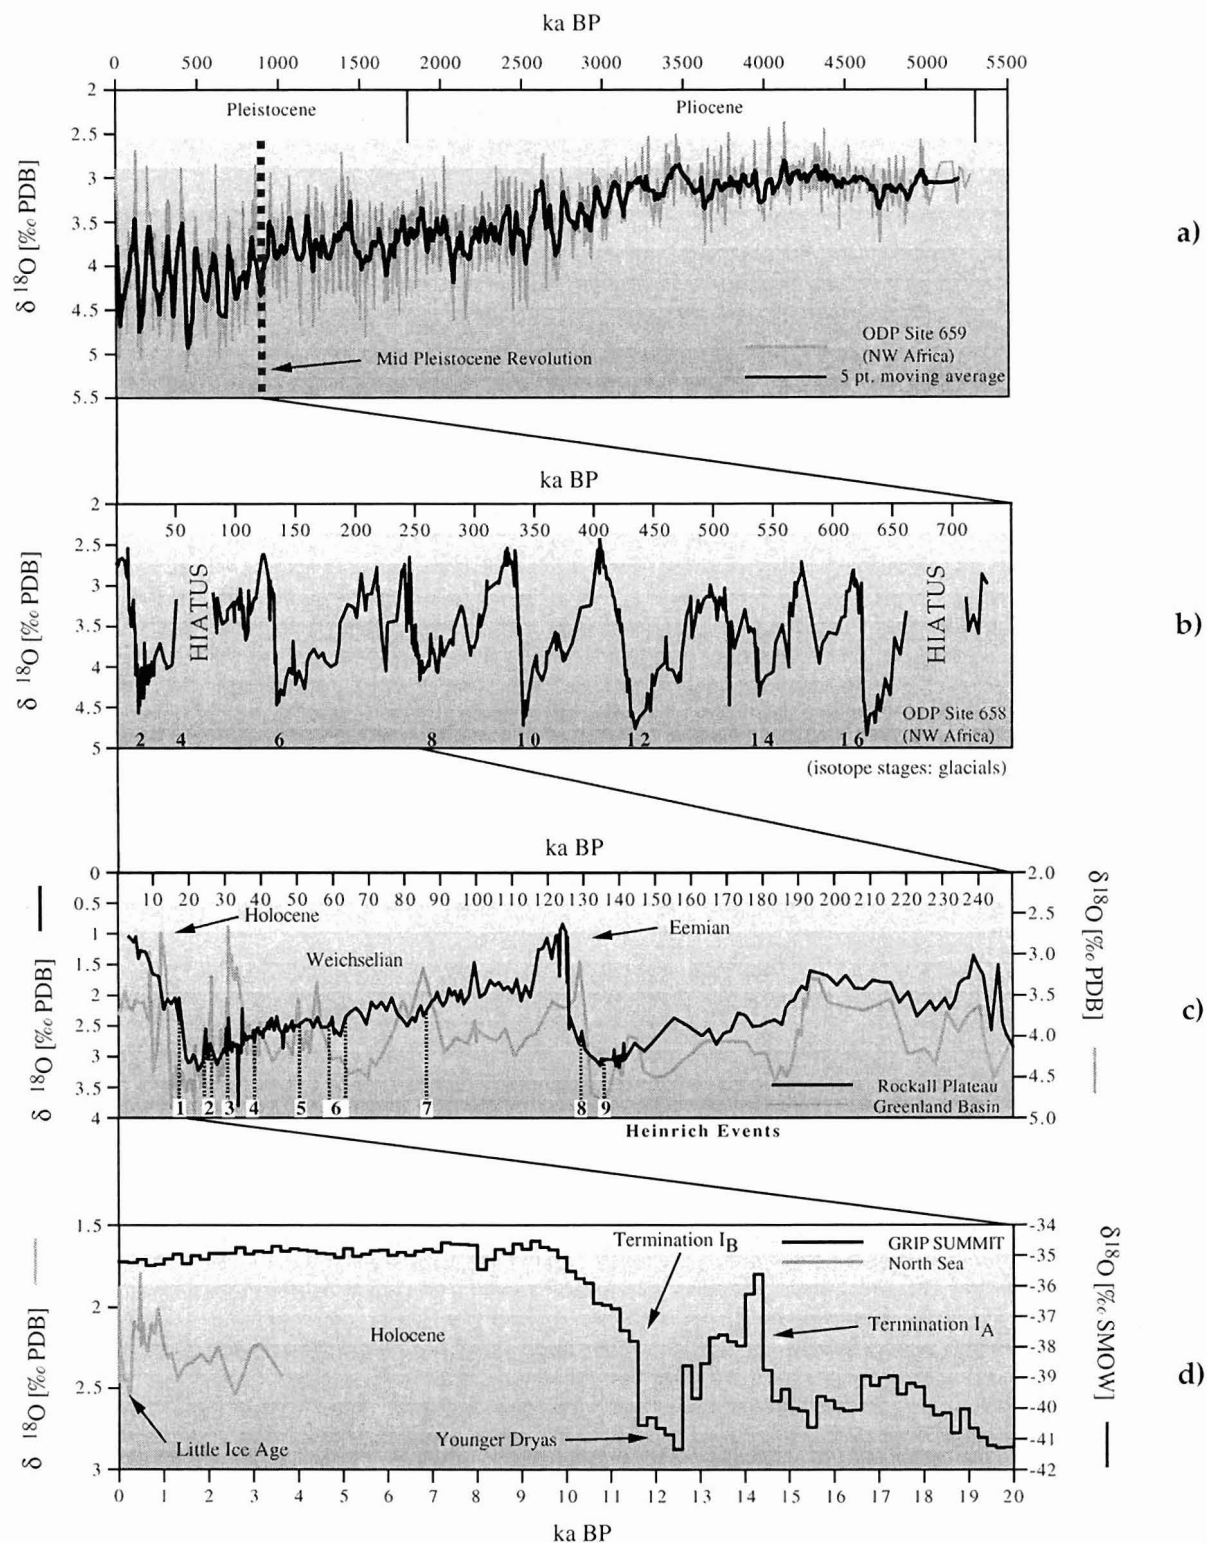 ka BP
0 500 1000 1500 2000 2500 3000 3500 4000 4500 5000 5500
Pleistocene Pliocene
2
2.5
3
3.5
4
4.5
5
5.5
δ 18O [‰ PDB]
Mid Pleistocene Revolution
ODP Site 659
(NW Africa)
5 pt. moving average
a)
ka BP
50 100 150 200 250 300 350 400 450 500 550 600 650 700
2
2.5
3
3.5
4
4.5
5
δ 18O [‰ PDB]
HIATUS
HIATUS
ODP Site 658
(NW Africa)
2 4 6 8 10 12 14 16
(isotope stages: glacials)
b)
ka BP
10 20 30 40 50 60 70 80 90 100 110 120 130 140 150 160 170 180 190 200 210 220 230 240
0
0.5
1
1.5
2
2.5
3
3.5
4
δ 18O [‰ PDB]
Holocene
Weichselian
Eemian
Rockall Plateau
Greenland Basin
1 2 3 4 5 6 7 8 9
Heinrich Events
2.0
2.5
3.0
3.5
4.0
4.5
5.0
δ18O [‰ PDB]
c)
1.5
2
2.5
3
δ 18O [‰ PDB]
Termination IB
GRIP SUMMIT
North Sea
Holocene
Termination IA
Little Ice Age
Younger Dryas
-34
-35
-36
-37
-38
-39
-40
-41
-42
δ18O [‰ SMOW]
d)
0 1 2 3 4 5 6 7 8 9 10 11 12 13 14 15 16 17 18 19 20
ka BP